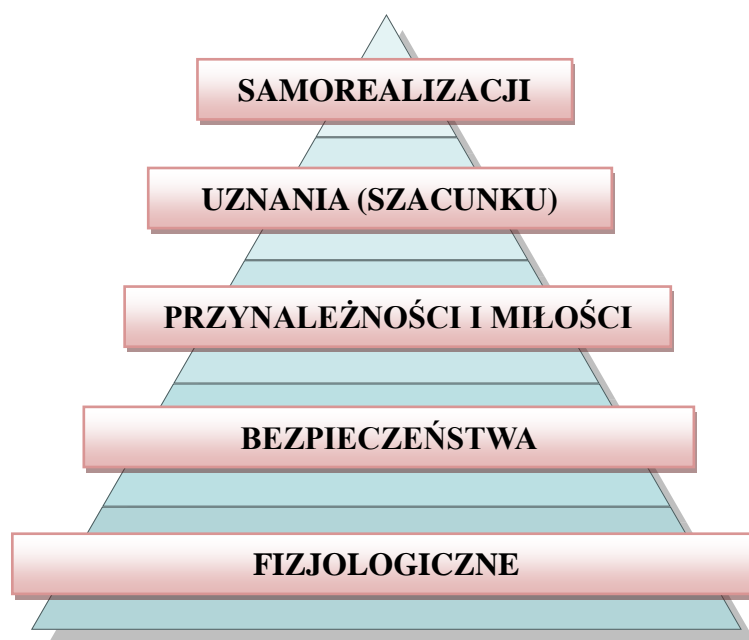 SAMOREALIZACJI
UZNANIA (SZACUNKU)
PRZYNALEŻNOŚCI I MIŁOŚCI
BEZPIECZEŃSTWA
FIZJOLOGICZNE